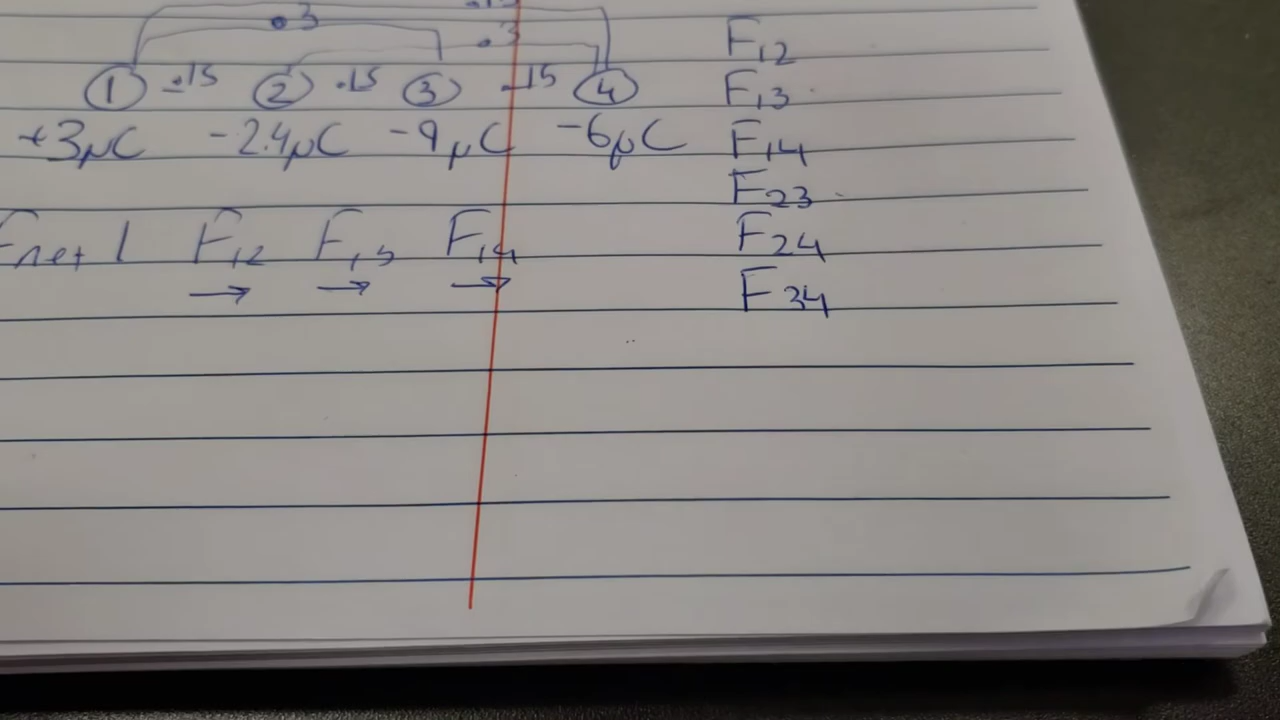 .3
.3
① .15 ② .15 ③ .15 ④
+3μC -2.4μC -9μC -6μC
Fnet 1 F12 F13 F14
→ → →
F12
F13
F14
F23
F24
F34